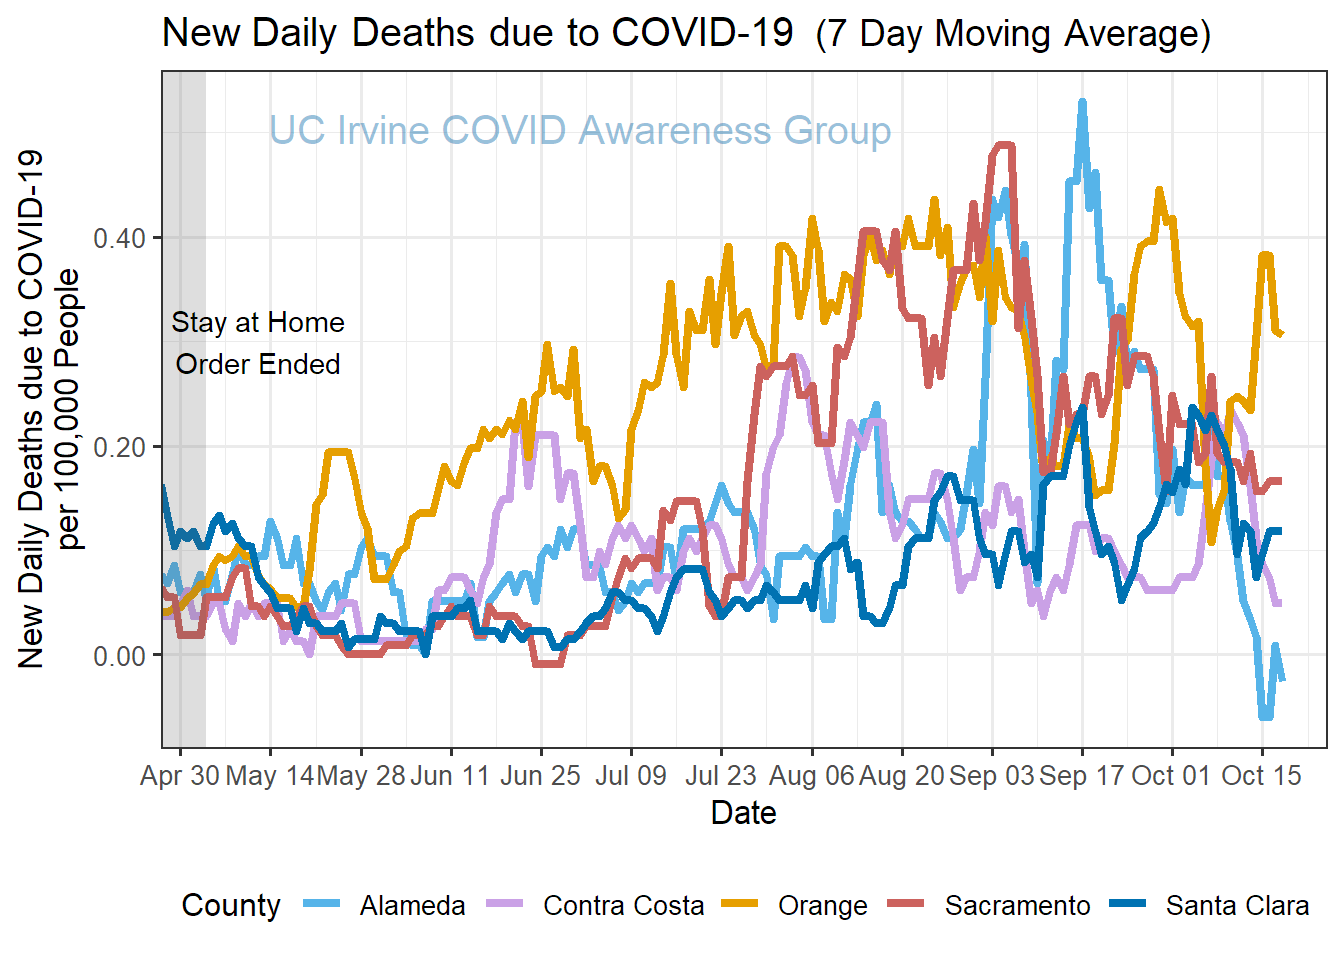 New Daily Deaths due to COVID-19 (7 Day Moving Average)
UC Irvine COVID Awareness Group
Stay at Home
Order Ended
New Daily Deaths due to COVID-19
per 100,000 People
0.40
0.20
0.00
Apr 30 May 14 May 28 Jun 11 Jun 25 Jul 09 Jul 23 Aug 06 Aug 20 Sep 03 Sep 17 Oct 01 Oct 15
Date
County Alameda Contra Costa Orange Sacramento Santa Clara